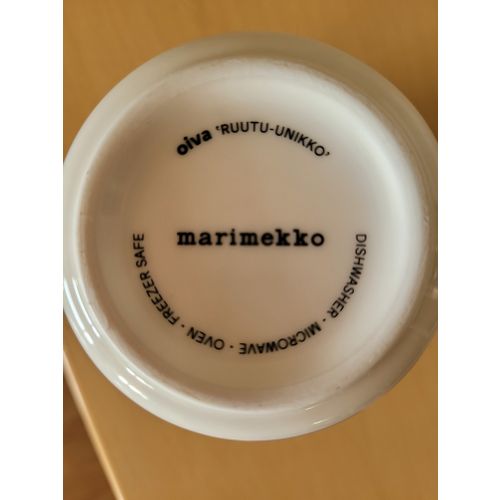 oiva 'RUUTU-UNIKKO'
marimekko
DISHWASHER · MICROWAVE · OVEN · FREEZER SAFE